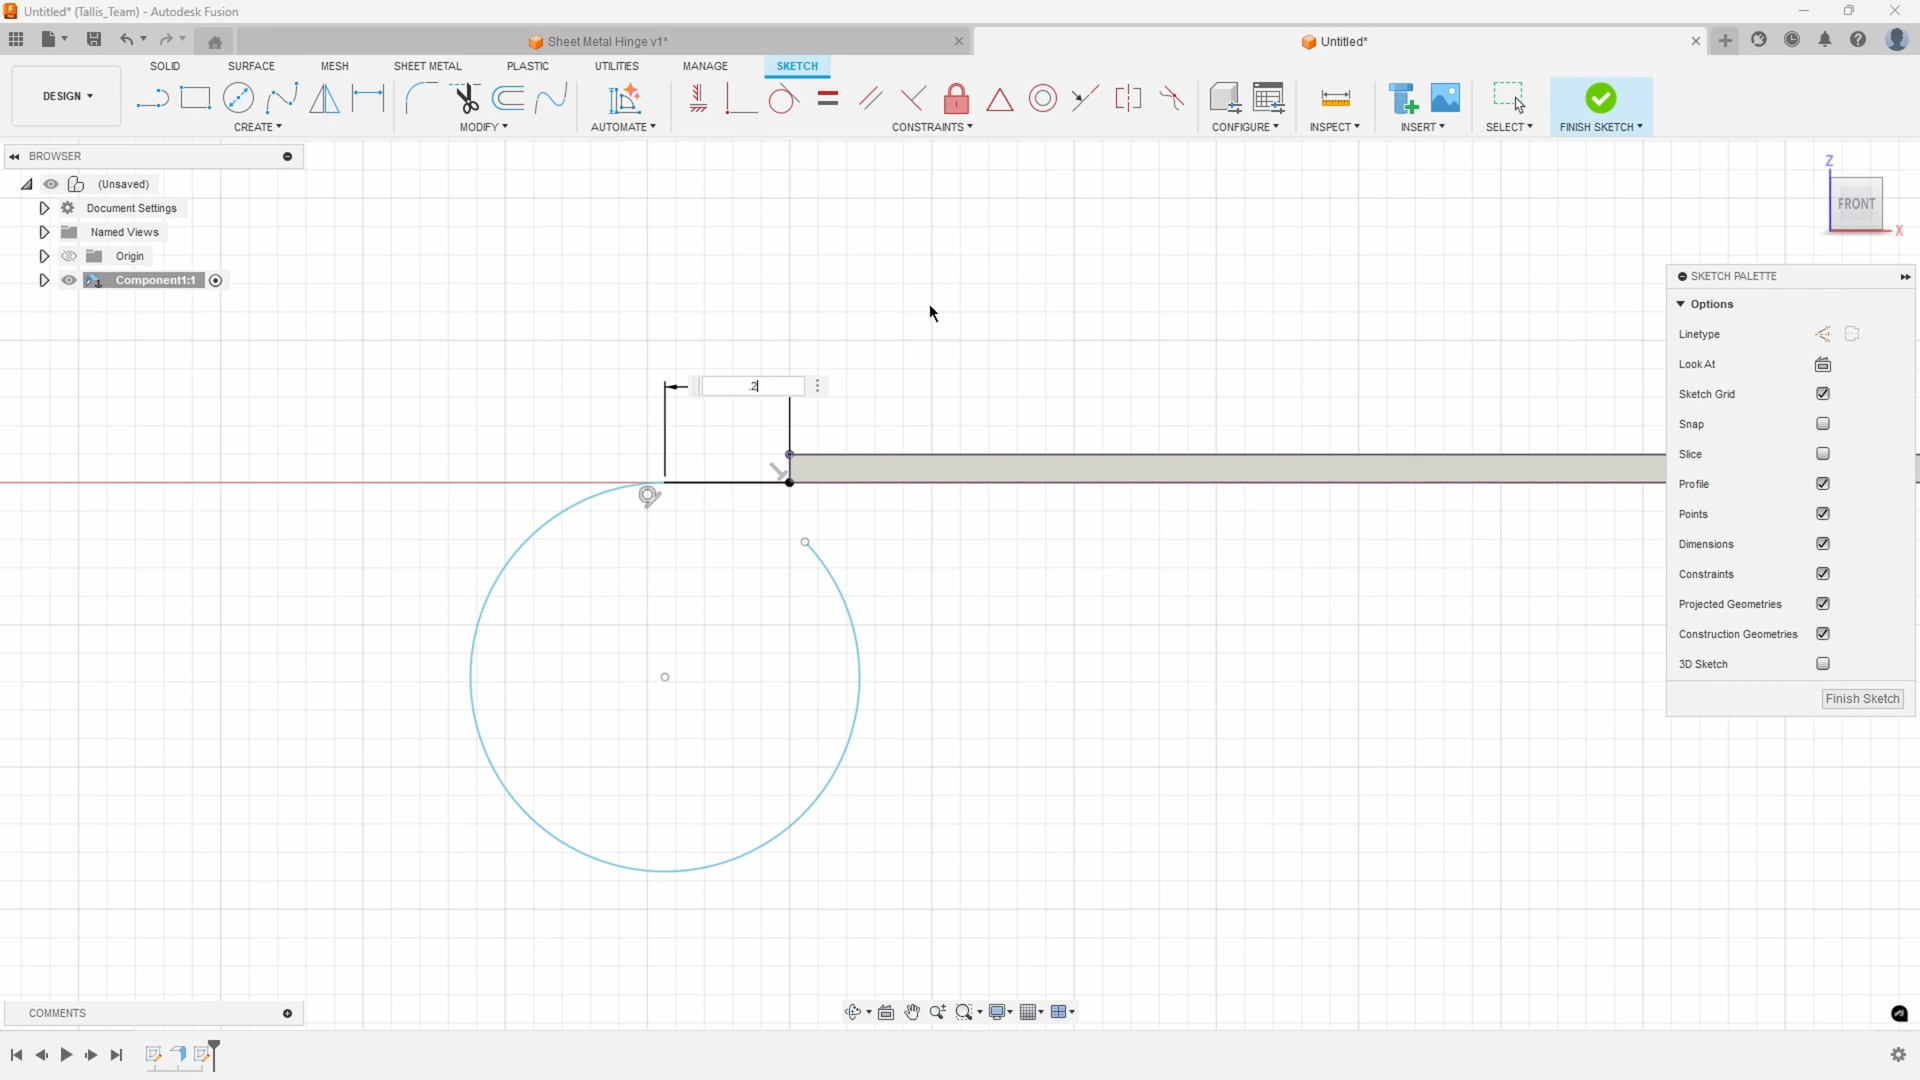 Untitled* (Tallis_Team) - Autodesk Fusion
Sheet Metal Hinge v1*
Untitled*
DESIGN
SOLID
SURFACE
MESH
SHEET METAL
PLASTIC
UTILITIES
MANAGE
SKETCH
CREATE
MODIFY
AUTOMATE
CONSTRAINTS
CONFIGURE
INSPECT
INSERT
SELECT
FINISH SKETCH
BROWSER
(Unsaved)
Document Settings
Named Views
Origin
Component1:1
Z
FRONT
X
.2
SKETCH PALETTE
Options
Linetype
Look At
Sketch Grid
Snap
Slice
Profile
Points
Dimensions
Constraints
Projected Geometries
Construction Geometries
3D Sketch
Finish Sketch
COMMENTS